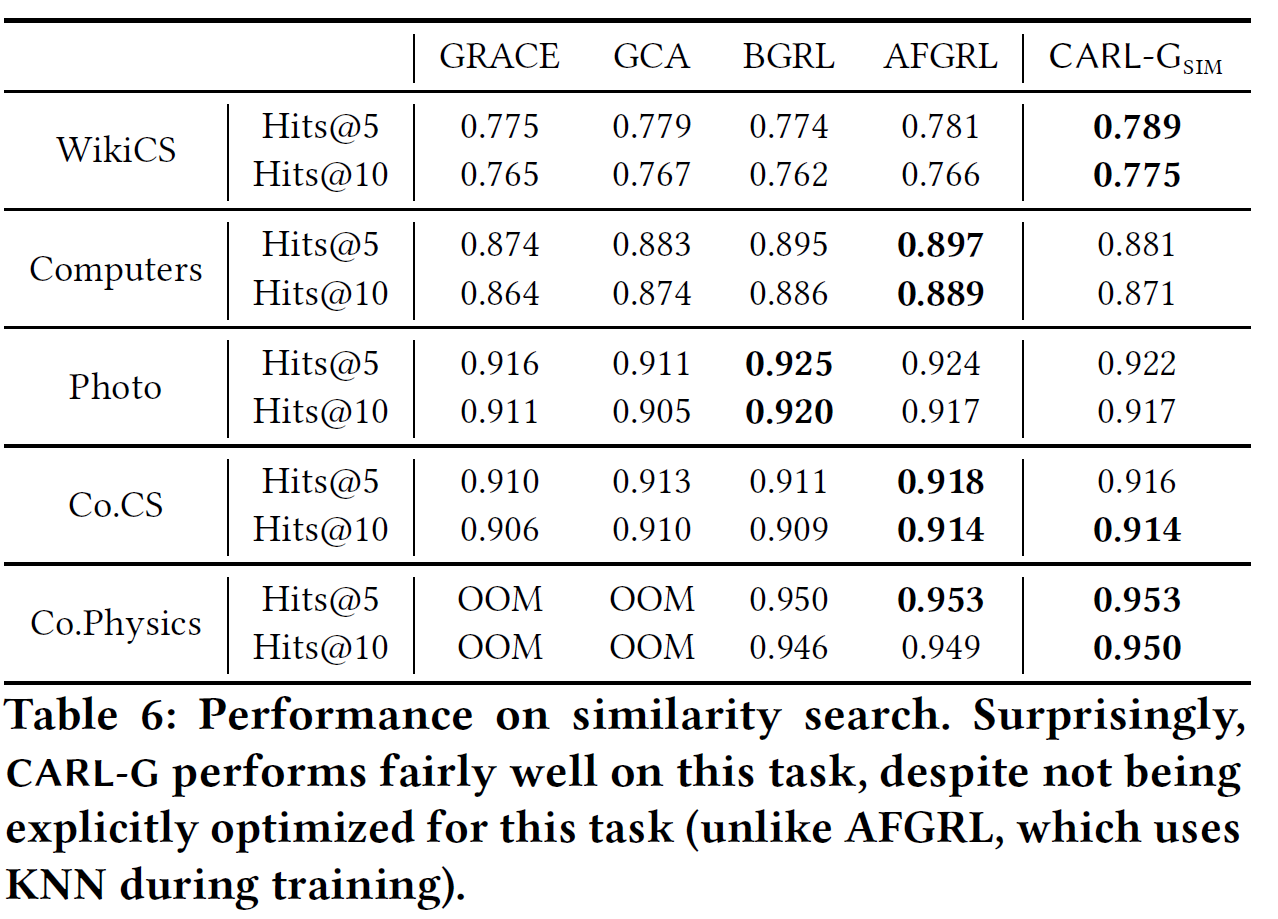 GRACE GCA BGRL AFGRL CARL-GSIM
WikiCS Hits@5 0.775 0.779 0.774 0.781 0.789
Hits@10 0.765 0.767 0.762 0.766 0.775
Computers Hits@5 0.874 0.883 0.895 0.897 0.881
Hits@10 0.864 0.874 0.886 0.889 0.871
Photo Hits@5 0.916 0.911 0.925 0.924 0.922
Hits@10 0.911 0.905 0.920 0.917 0.917
Co.CS Hits@5 0.910 0.913 0.911 0.918 0.916
Hits@10 0.906 0.910 0.909 0.914 0.914
Co.Physics Hits@5 OOM OOM 0.950 0.953 0.953
Hits@10 OOM OOM 0.946 0.949 0.950
Table 6: Performance on similarity search. Surprisingly,
CARL-G performs fairly well on this task, despite not being
explicitly optimized for this task (unlike AFGRL, which uses
KNN during training).